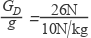 G_D/g = 26N/10N/kg